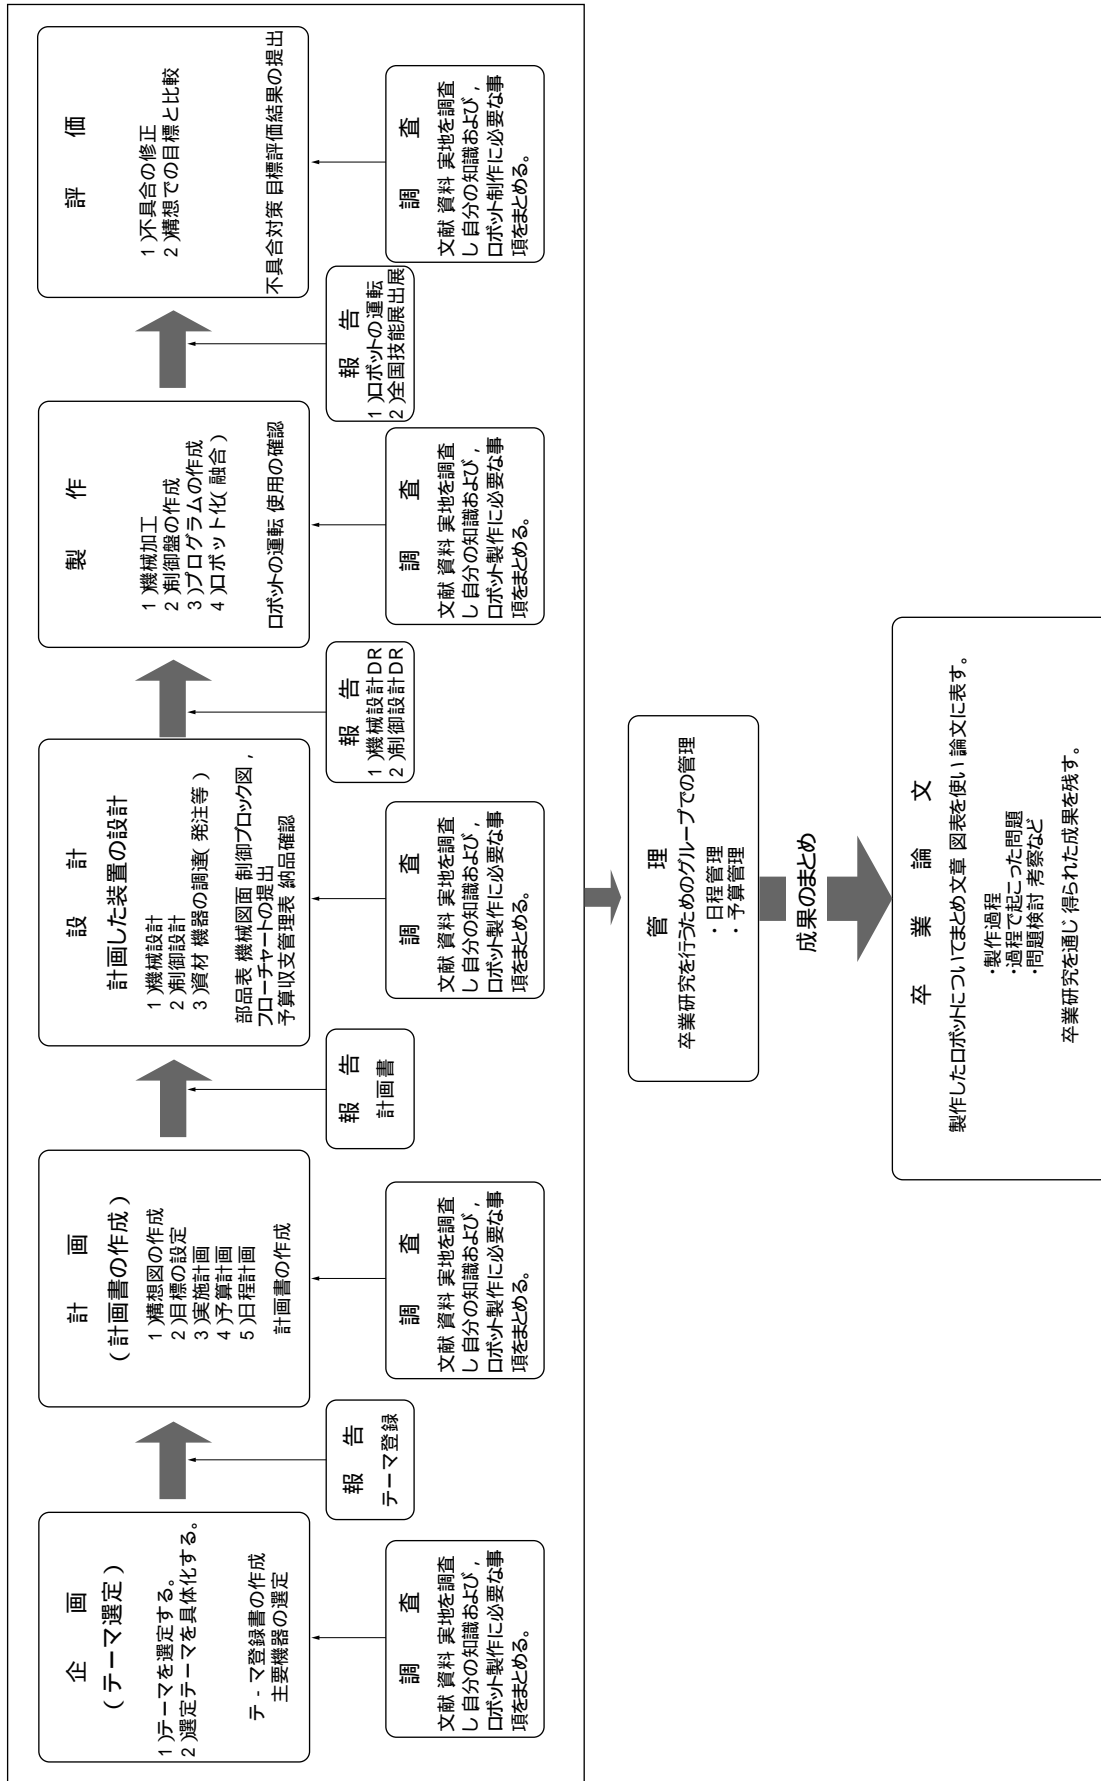 企画
(テーマ選定)
1)テーマを選定する。
2)選定テーマを具体化する。
テ-マ登録書の作成
主要機器の選定
調査
文献 資料 実地を調査
し 自分の知識および,
ロボット製作に必要な事
項をまとめる。
報告
テーマ登録
計画
(計画書の作成)
1)構想図の作成
2)目標の設定
3)実施計画
4)予算計画
5)日程計画
計画書の作成
調査
文献 資料 実地を調査
し 自分の知識および,
ロボット製作に必要な事
項をまとめる。
報告
計画書
設計
計画した装置の設計
1)機械設計
2)制御設計
3)資材 機器の調達(発注等)
部品表 機械図面 制御ブロック図,
フローチャートの提出
予算収支管理表 納品確認
調査
文献 資料 実地を調査
し 自分の知識および,
ロボット製作に必要な事
項をまとめる。
報告
1)機械設計DR
2)制御設計DR
製作
1)機械加工
2)制御盤の作成
3)プログラムの作成
4)ロボット化(融合)
ロボットの運転 使用の確認
調査
文献 資料 実地を調査
し 自分の知識および,
ロボット製作に必要な事
項をまとめる。
報告
1)ロボットの運転
2)全国技能展出展
評価
1)不具合の修正
2)構想での目標と比較
不具合対策 目標評価結果の提出
調査
文献 資料 実地を調査
し 自分の知識および,
ロボット制作に必要な事
項をまとめる。
管理
卒業研究を行うためのグループでの管理
・日程管理
・予算管理
成果のまとめ
卒業論文
製作したロボットについてまとめ文章 図表を使い 論文に表す。
・製作過程
・過程で起こった問題
・問題検討 考察など
卒業研究を通じ 得られた成果を残す。